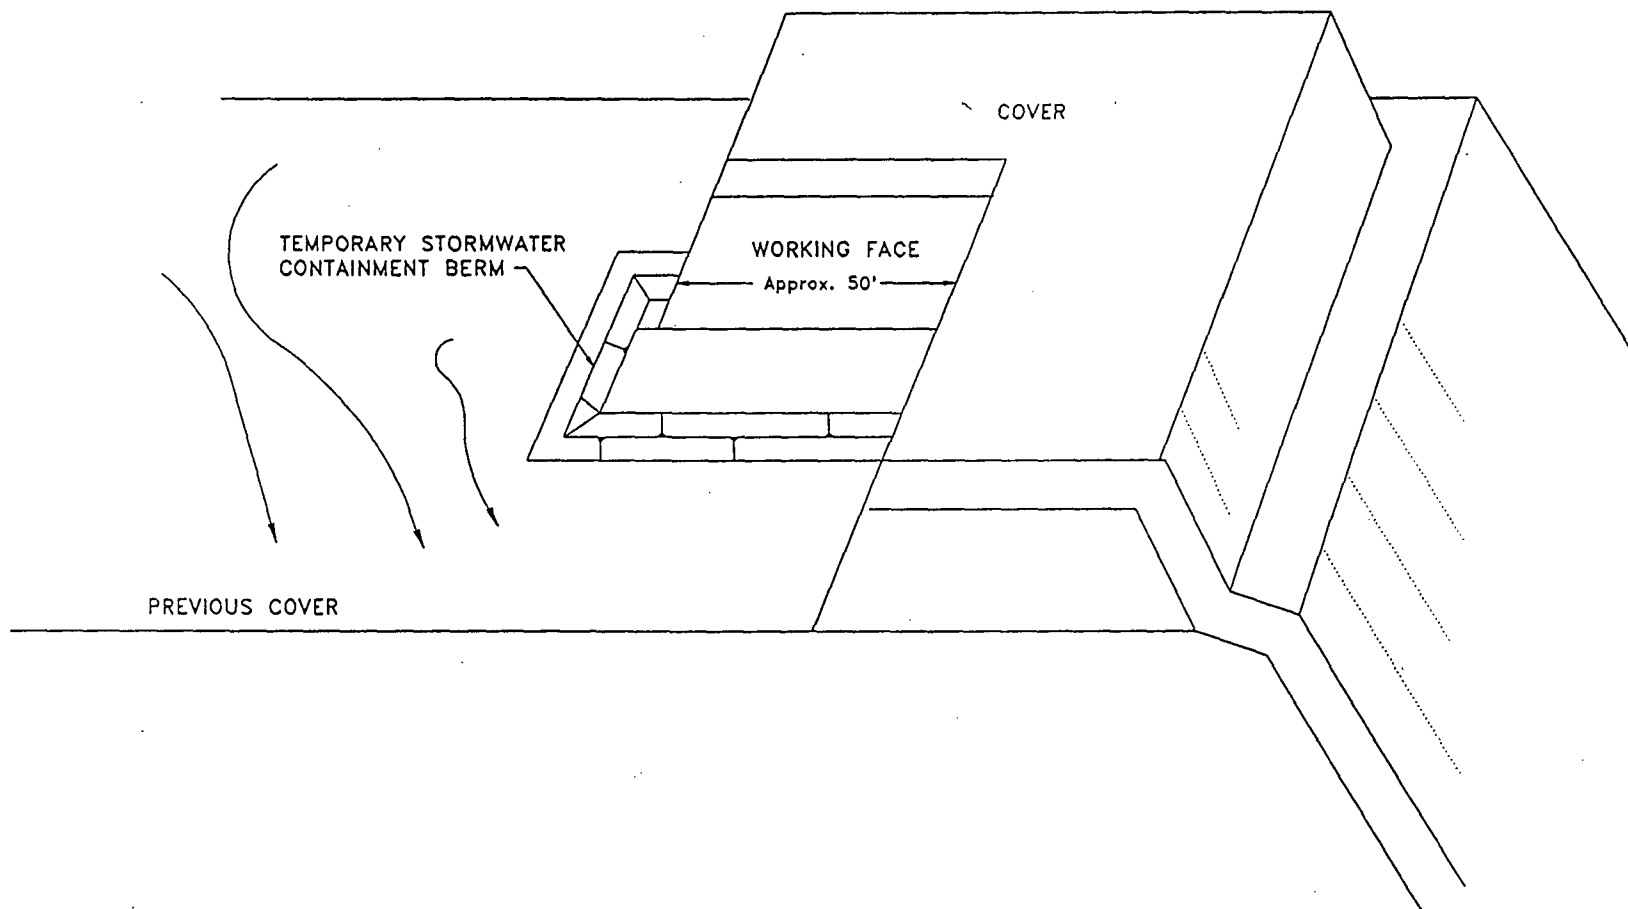 COVER
TEMPORARY STORMWATER
CONTAINMENT BERM
WORKING FACE
Approx. 50'
PREVIOUS COVER